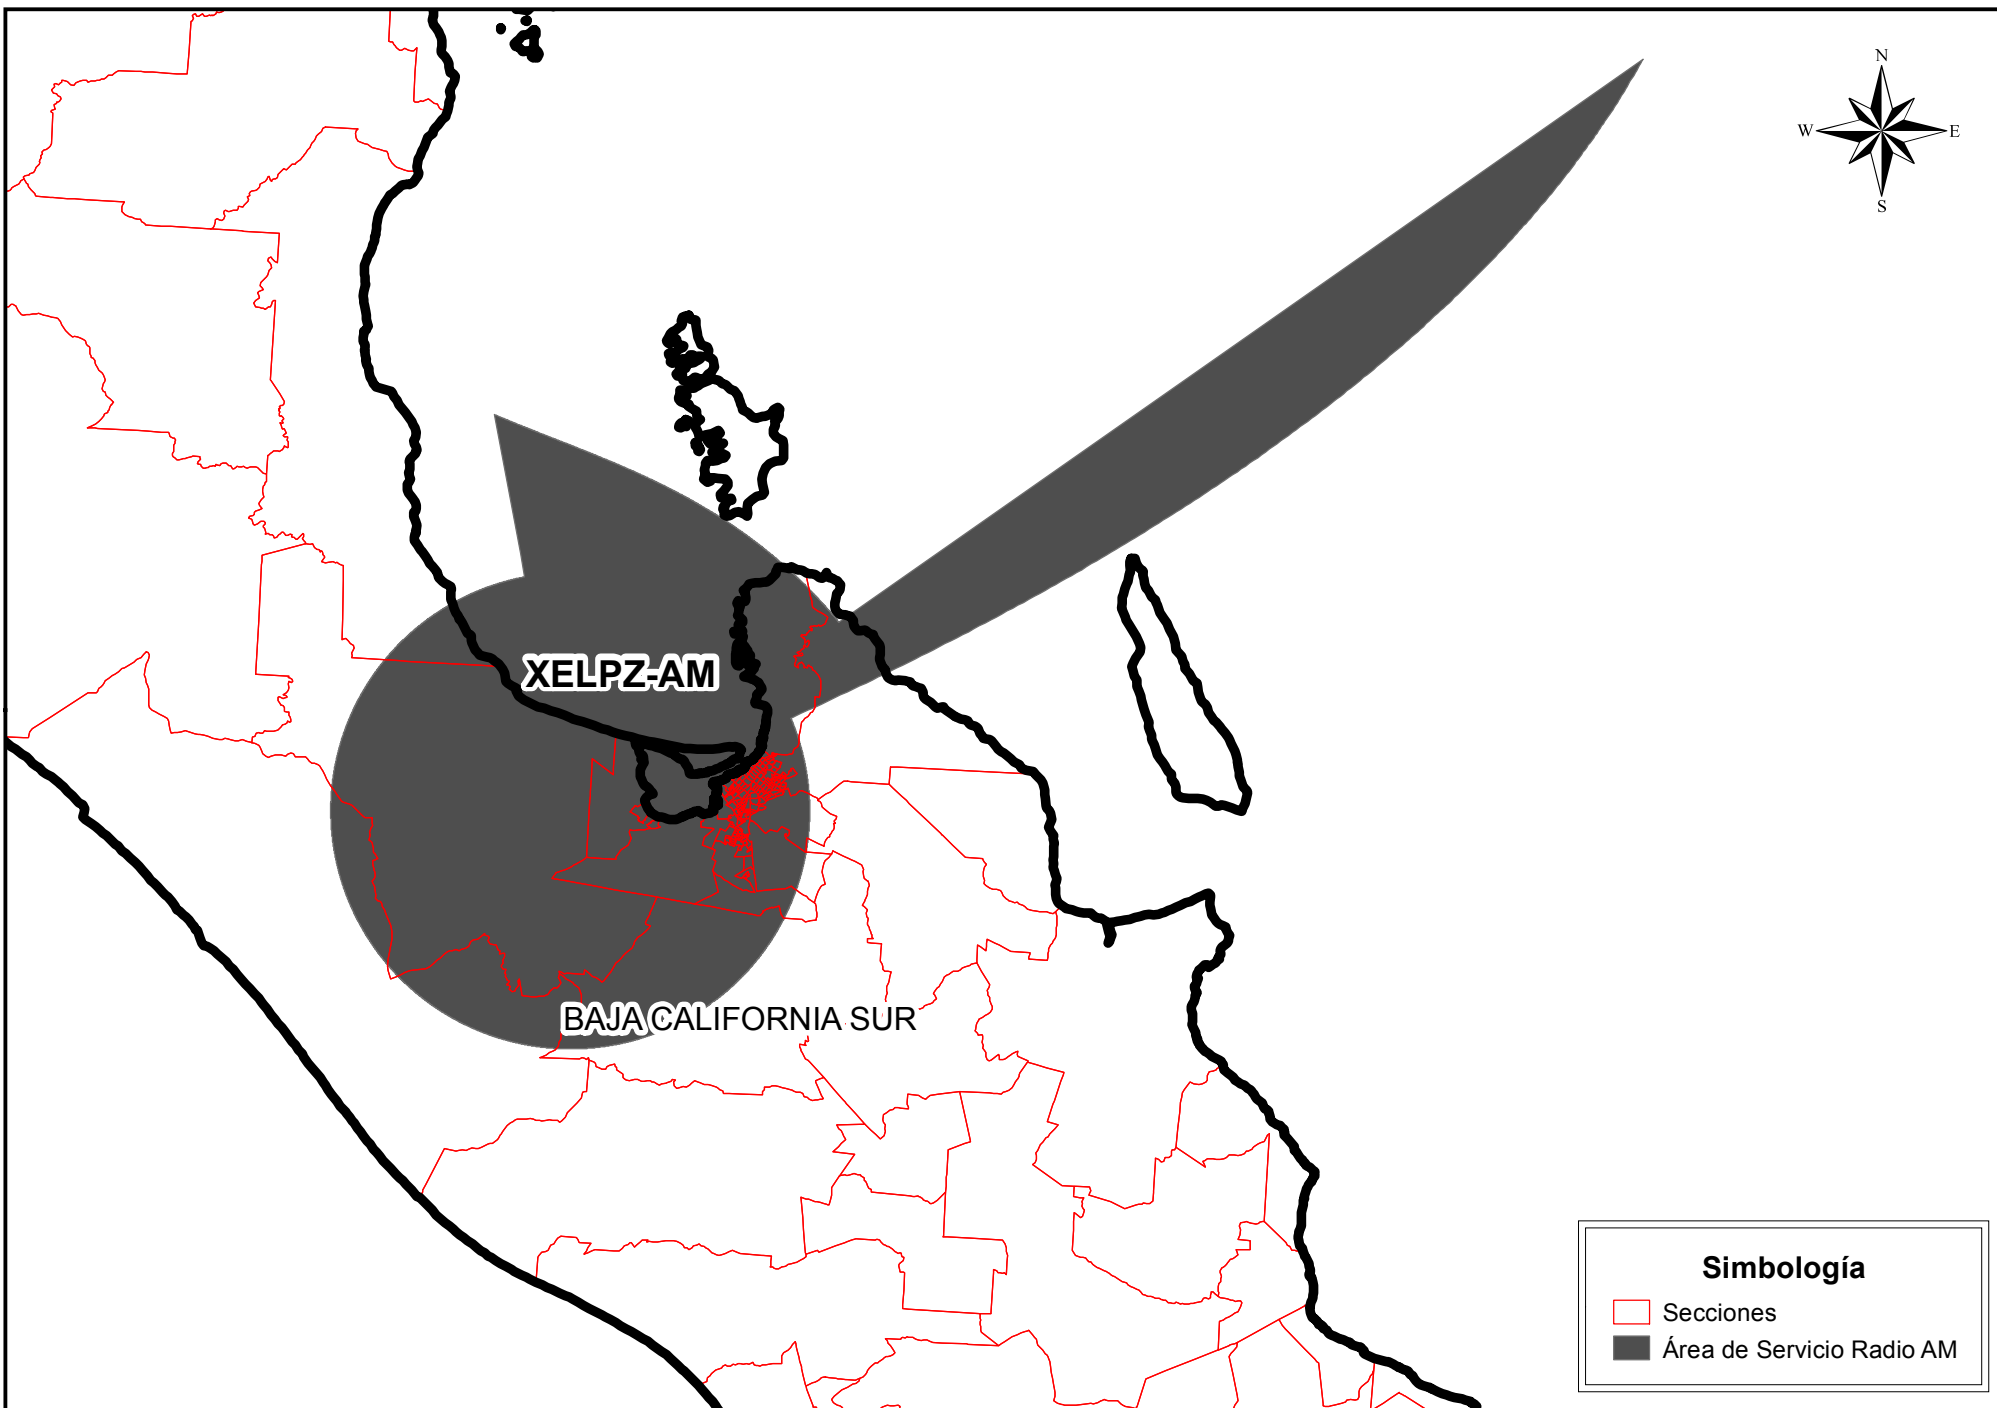 N
W E
S
XELPZ-AM
BAJA CALIFORNIA SUR
Simbología
Secciones
Área de Servicio Radio AM